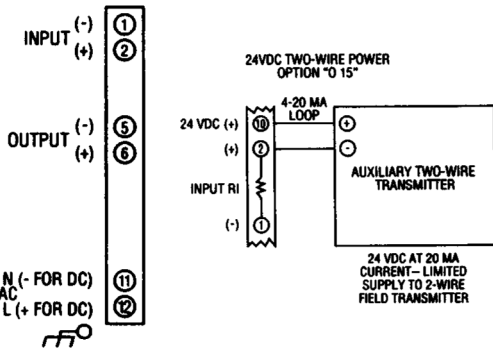 INPUT
(-) 1
(+) 2
OUTPUT
(-) 5
(+) 6
N (- FOR DC) 11
AC
L (+ FOR DC) 12
24VDC TWO-WIRE POWER
OPTION "O 15"
4-20 MA
LOOP
24 VDC (+) 10
(+) 2
INPUT RI
(-) 1
+
-
AUXILIARY TWO-WIRE
TRANSMITTER
24 VDC AT 20 MA
CURRENT- LIMITED
SUPPLY TO 2-WIRE
FIELD TRANSMITTER